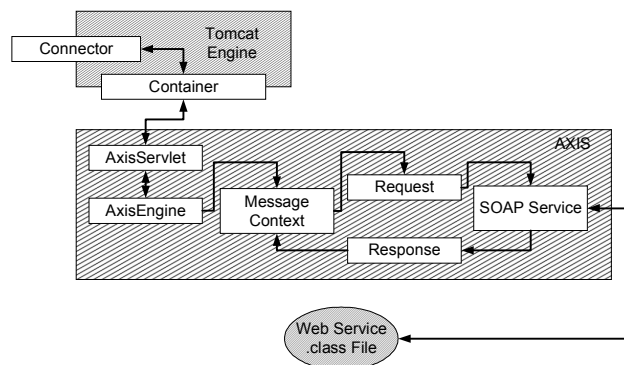 Tomcat
Engine
Connector
Container
AXIS
AxisServlet
AxisEngine
Message
Context
Request
SOAP Service
Response
Web Service
.class File